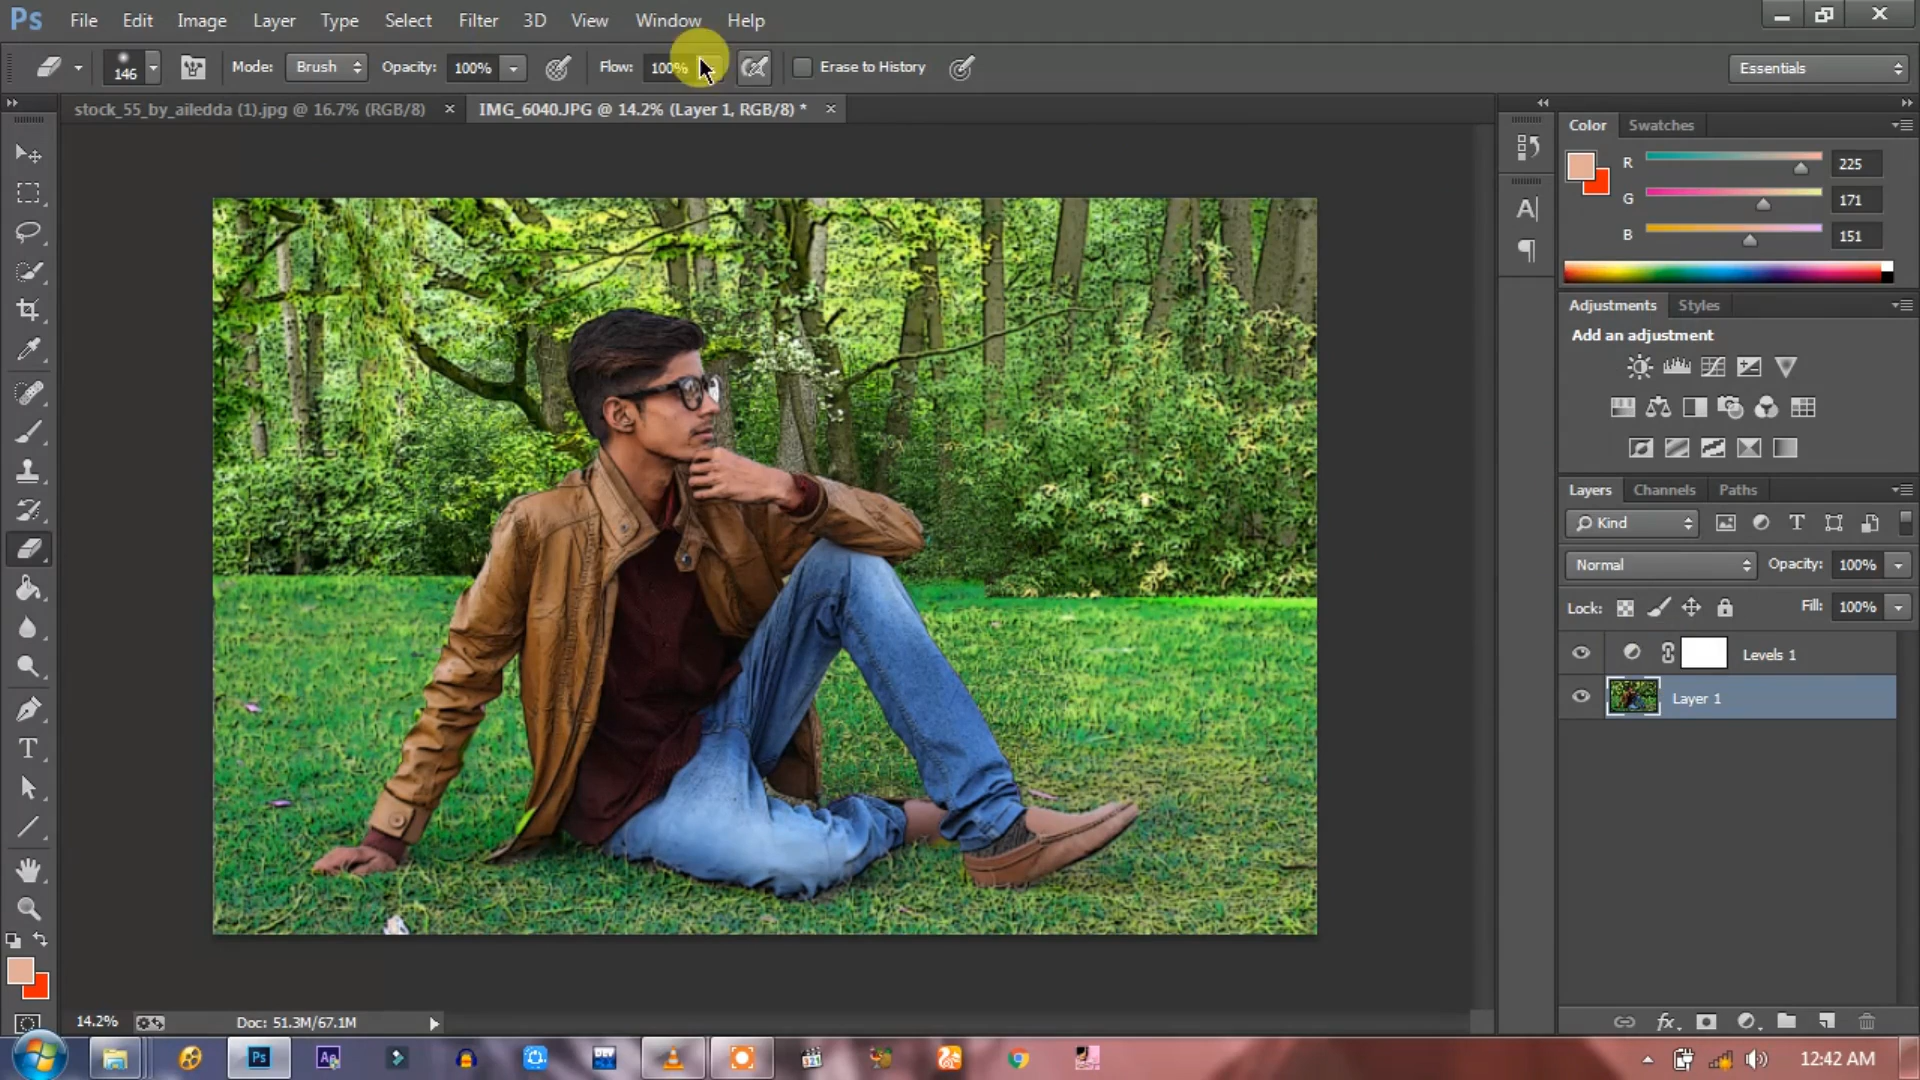 Ps File Edit Image Layer Type Select Filter 3D View Window Help
146 Mode: Brush Opacity: 100% Flow: 100% Erase to History Essentials
stock_55_by_ailedda (1).jpg @ 16.7% (RGB/8) × IMG_6040.JPG @ 14.2% (Layer 1, RGB/8) * ×
Color Swatches
R 225
G 171
B 151
Adjustments Styles
Add an adjustment
Layers Channels Paths
Kind
Normal Opacity: 100%
Lock: Fill: 100%
Levels 1
Layer 1
14.2% Doc: 51.3M/67.1M
Ps Ae DEV 12:42 AM